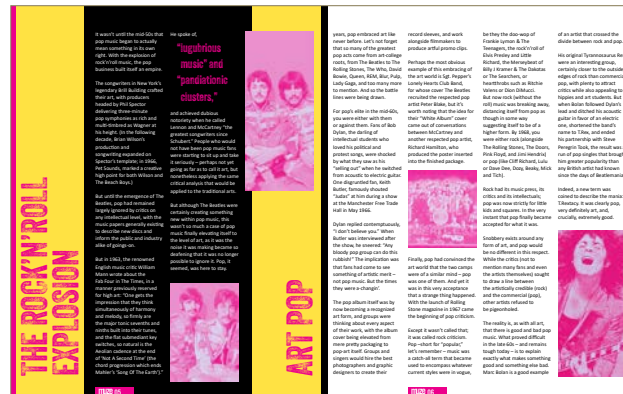 THE ROCK'N'ROLL
EXPLOSION
It wasn't until the mid-50s that
pop music began to actually
mean something in its own
right. With the explosion of
rock'n'roll music, the pop
business built itself an empire.
The songwriters in New York's
legendary Brill Building crafted
their art, with producers
headed by Phil Spector
delivering three-minute
pop symphonies as rich and
multi-timbred as Wagner at
his height. (in the following
decade, Brian Wilson's
production and
songwriting expanded on
Spector's template; in 1966,
Pet Sounds, marked a creative
high point for both Wilson and
The Beach Boys.)
But until the emergence of The
Beatles, pop had remained
largely ignored by critics on
any intellectual level, with the
music papers generally existing
to describe new discs and
inform the public and industry
alike of goings-on.
But in 1963, the renowned
English music critic William
Mann wrote about the
Fab Four in The Times, in a
manner previously reserved
for high art: "One gets the
impression that they think
simultaneously of harmony
and melody, so firmly are
the major tonic sevenths and
ninths built into their tunes,
and the flat submediant key
switches, so natural is the
Aeolian cadence at the end
of 'Not A Second Time' (the
chord progression which ends
Mahler's 'Song Of The Earth')."
He spoke of,
"lugubrious
music" and
"pandiatonic
clusters,"
and achieved dubious
notoriety when he called
Lennon and McCartney "the
greatest songwriters since
Schubert." People who would
not have been pop music fans
were starting to sit up and take
it seriously – perhaps not yet
going as far as to call it art, but
nonetheless applying the same
critical analysis that would be
applied to the traditional arts.
But although The Beatles were
certainly creating something
new within pop music, this
wasn't so much a case of pop
music finally elevating itself to
the level of art, as it was the
noise it was making became so
deafening that it was no longer
possible to ignore it. Pop, it
seemed, was here to stay.
ART POP
years, pop embraced art like
never before. Let's not forget
that so many of the greatest
pop acts come from art-college
roots, from The Beatles to The
Rolling Stones, The Who, David
Bowie, Queen, REM, Blur, Pulp,
Lady Gaga, and too many more
to mention. And so the battle
lines were being drawn.
For pop's elite in the mid-60s,
you were either with them
or against them. Fans of Bob
Dylan, the darling of
intellectual students who
loved his political and
protest songs, were shocked
by what they saw as his
"selling out" when he switched
from acoustic to electric guitar.
One disgruntled fan, Keith
Butler, famously shouted
"Judas" at him during a show
at the Manchester Free Trade
Hall in May 1966.
Dylan replied contemptuously,
"I don't believe you." When
Butler was interviewed after
the show, he sneered: "Any
bloody pop group can do this
rubbish!" The implication was
that fans had come to see
something of artistic merit –
not pop music. But the times
they were a-changin'.
The pop album itself was by
now becoming a recognized
art form, and groups were
thinking about every aspect
of their work, with the album
cover being elevated from
mere pretty packaging to
pop art itself. Groups and
singers would hire the best
photographers and graphic
designers to create their
record sleeves, and work
alongside filmmakers to
produce artful promo clips.
Perhaps the most obvious
example of this embracing of
the art world is Sgt. Pepper's
Lonely Hearts Club Band,
for whose cover The Beatles
recruited the respected pop
artist Peter Blake, but it's
worth noting that the idea for
their "White Album" cover
came out of conversations
between McCartney and
another respected pop artist,
Richard Hamilton, who
produced the poster inserted
into the finished package.
Finally, pop had convinced the
art world that the two camps
were of a similar mind – pop
was one of them. And yet it
was in this very acceptance
that a strange thing happened.
With the launch of Rolling
Stone magazine in 1967 came
the beginning of pop criticism.
Except it wasn't called that;
it was called rock criticism.
Pop –short for "popular,"
let's remember – music was
a catch-all term that became
used to encompass whatever
current styles were in vogue,
be they the doo-wop of
Frankie Lyman & The
Teenagers, the rock'n'roll of
Elvis Presley and Little
Richard, the Merseybeat of
Billy J Kramer & The Dakotas
or The Searchers, or
heartthrobs such as Ritchie
Valens or Dion DiMucci.
But now rock (without the
roll) music was breaking away,
distancing itself from pop as
though in some way
suggesting itself to be of a
higher form. By 1968, you
were either rock (alongside
The Rolling Stones, The Doors,
Pink Floyd, and Jimi Hendrix)
or pop (like Cliff Richard, Lulu
or Dave Dee, Dozy, Beaky, Mick
and Tich).
Rock had its music press, its
critics and its intellectuals;
pop was now strictly for little
kids and squares. In the very
instant that pop finally became
accepted for what it was.
Snobbery exists around any
form of art, and pop would
be no different in this respect.
While the critics (not to
mention many fans and even
the artists themselves) sought
to draw a line between
the artistically credible (rock)
and the commercial (pop),
other artists refused to
be pigeonholed.
The reality is, as with all art,
that there is good and bad pop
music. What proved difficult
in the late 60s – and remains
tough today – is to explain
exactly what makes something
good and something else bad.
Marc Bolan is a good example
of an artist that crossed the
divide between rock and pop.
His original Tyrannosaurus Rex
were an interesting group,
certainly closer to the outside
edges of rock than commercial
pop, with plenty to attract
critics while also appealing to
hippies and art students. But
when Bolan followed Dylan's
lead and ditched his acoustic
guitar in favor of an electric
one, shortened the band's
name to T.Rex, and ended
his partnership with Steve
Peregrin Took, the result was a
run of pop singles that brought
him greater popularity than
any British artist had known
since the days of Beatlemania.
Indeed, a new term was
coined to describe the mania:
T.Rextasy. It was clearly pop,
very definitely art, and,
crucially, extremely good.
muze 05
muze 06